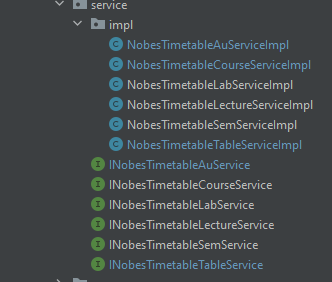 service
impl
NobesTimetableAuServiceImpl
NobesTimetableCourseServiceImpl
NobesTimetableLabServiceImpl
NobesTimetableLectureServiceImpl
NobesTimetableSemServiceImpl
NobesTimetableTableServiceImpl
INobesTimetableAuService
INobesTimetableCourseService
INobesTimetableLabService
INobesTimetableLectureService
INobesTimetableSemService
INobesTimetableTableService